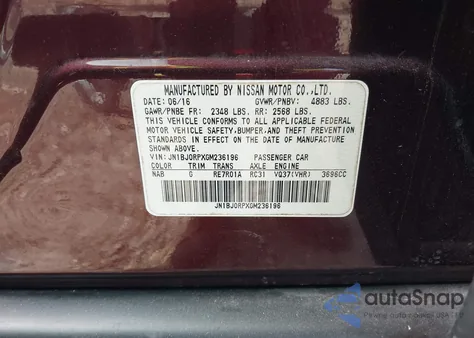 MANUFACTURED BY NISSAN MOTOR CO.,LTD.
DATE: 06/16 GVWR/PNBV: 4883 LBS.
GAWR/PNBE FR: 2348 LBS. RR: 2568 LBS.
THIS VEHICLE CONFORMS TO ALL APPLICABLE FEDERAL
MOTOR VEHICLE SAFETY, BUMPER, AND THEFT PREVENTION
STANDARDS IN EFFECT ON THE DATE OF MANUFACTURE
SHOWN ABOVE.
VIN: JN1BJ0RPXGM236196 PASSENGER CAR
COLOR TRIM TRANS AXLE ENGINE
NAB G RE7R01A RC31 VQ37(VHR) 3696CC
JN1BJ0RPXGM236196
autoSnap